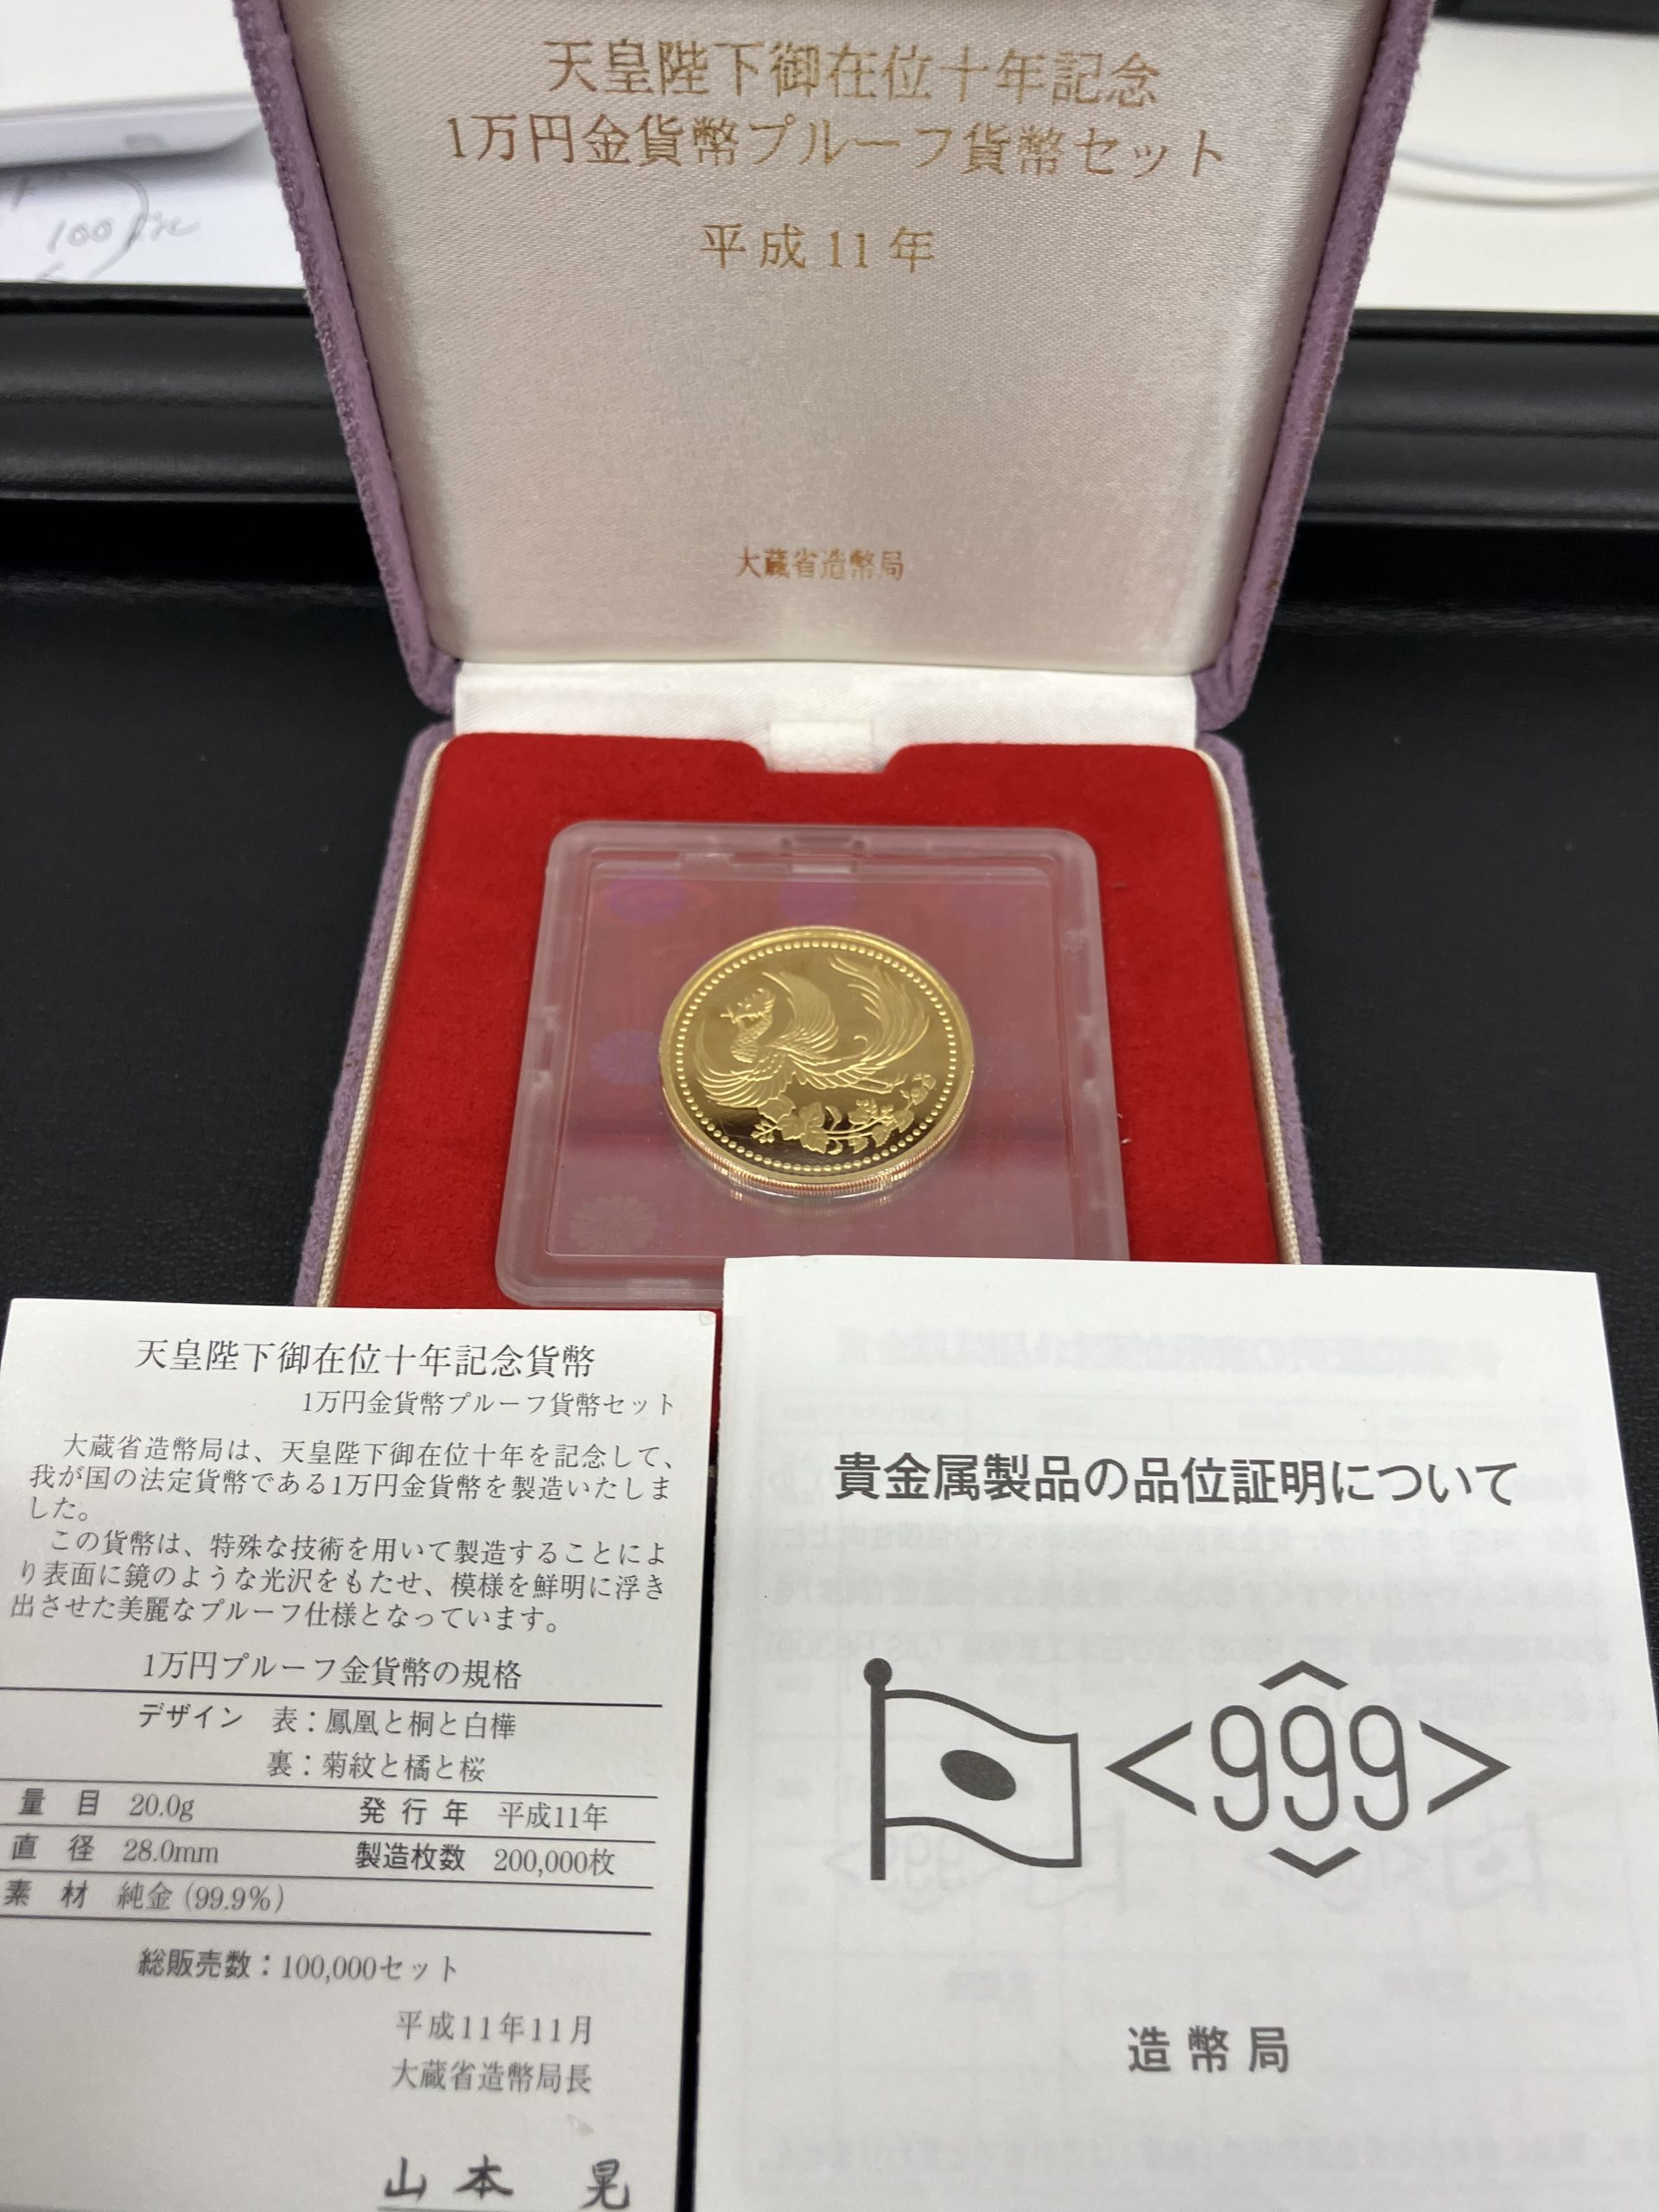 天皇陛下御在位十年記念
1万円金貨幣プルーフ貨幣セット
平成11年
大蔵省造幣局
100
天皇陛下御在位十年記念貨幣
1万円金貨幣プルーフ貨幣セット
大蔵省造幣局は、天皇陛下御在位十年を記念して、
我が国の法定貨幣である1万円金貨幣を製造いたしま
した。
この貨幣は、特殊な技術を用いて製造することによ
り表面に鏡のような光沢をもたせ、模様を鮮明に浮き
出させた美麗なプルーフ仕様となっています。
1万円プルーフ金貨幣の規格
デザイン 表：鳳凰と桐と白樺
裏：菊紋と橘と桜
量目 20.0g 発行年 平成11年
直径 28.0mm 製造枚数 200,000枚
素材 純金(99.9%)
総販売数：100,000セット
平成11年11月
大蔵省造幣局長
山本 晃
貴金属製品の品位証明について
999
造幣局